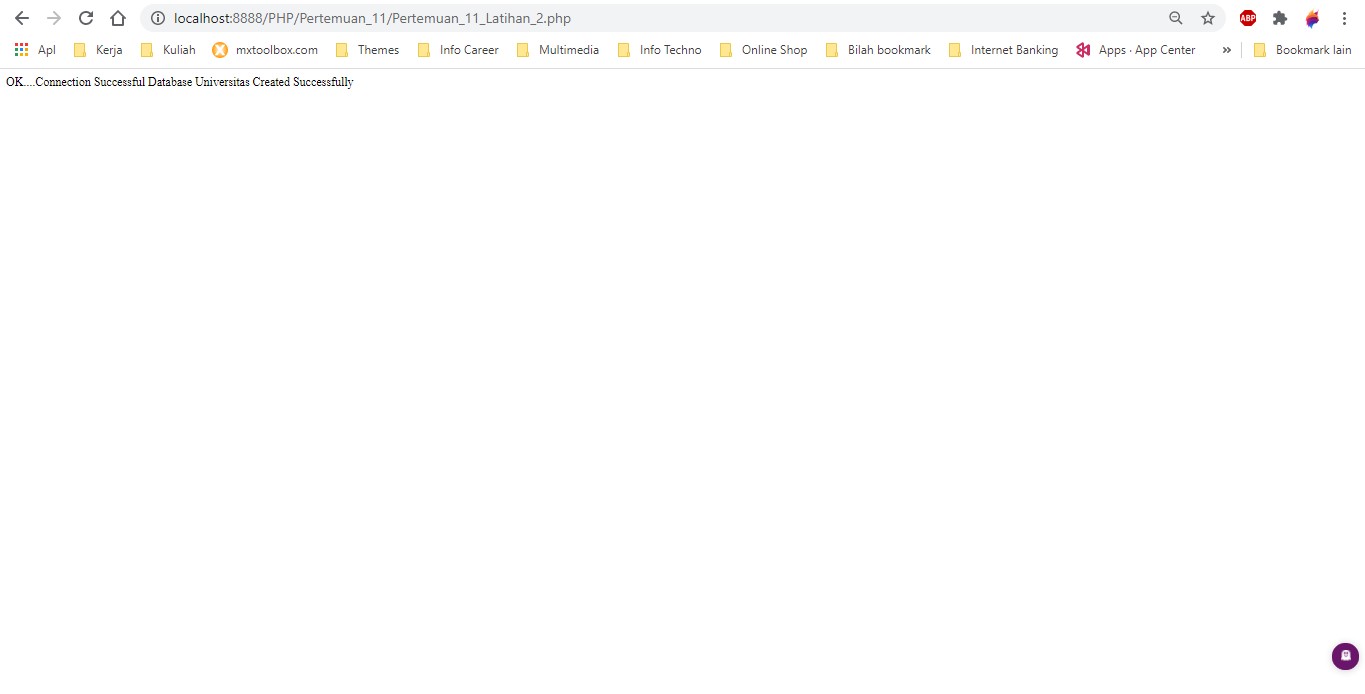 localhost:8888/PHP/Pertemuan_11/Pertemuan_11_Latihan_2.php ABP
Apl Kerja Kuliah mxtoolbox.com Themes Info Career Multimedia Info Techno Online Shop Bilah bookmark Internet Banking Apps · App Center » Bookmark lain
OK....Connection Successful Database Universitas Created Successfully